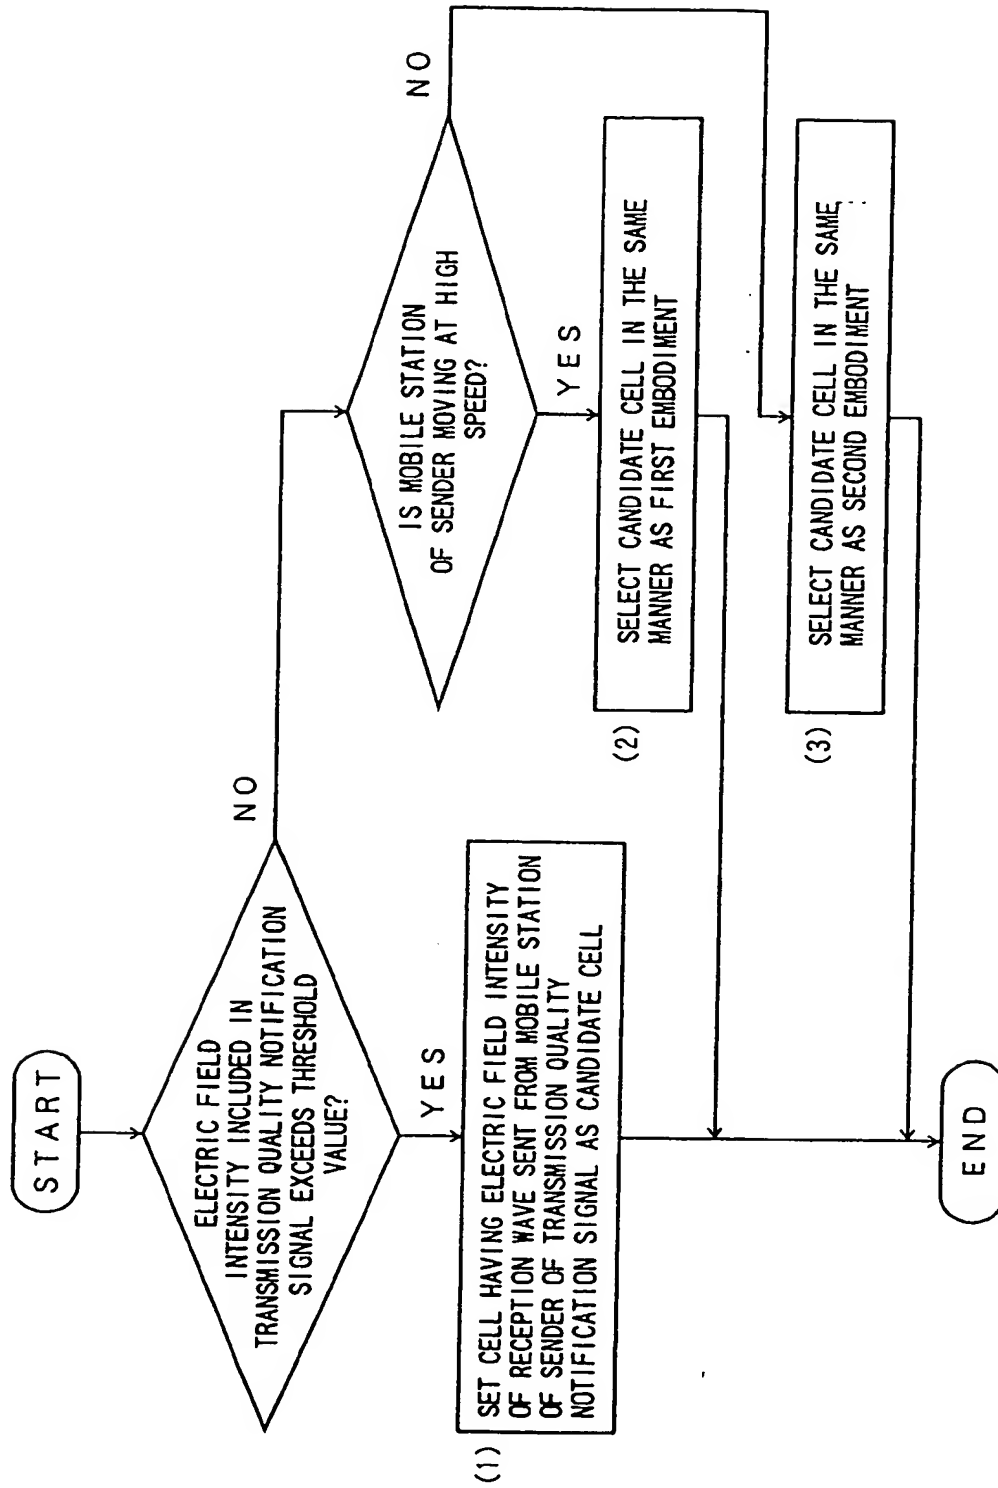 START
ELECTRIC FIELD
INTENSITY INCLUDED IN
TRANSMISSION QUALITY NOTIFICATION
SIGNAL EXCEEDS THRESHOLD
VALUE?
NO
YES
(1)
SET CELL HAVING ELECTRIC FIELD INTENSITY
OF RECEPTION WAVE SENT FROM MOBILE STATION
OF SENDER OF TRANSMISSION QUALITY
NOTIFICATION SIGNAL AS CANDIDATE CELL
IS MOBILE STATION
OF SENDER MOVING AT HIGH
SPEED?
NO
YES
(2)
SELECT CANDIDATE CELL IN THE SAME
MANNER AS FIRST EMBODIMENT
(3)
SELECT CANDIDATE CELL IN THE SAME
MANNER AS SECOND EMBODIMENT
END